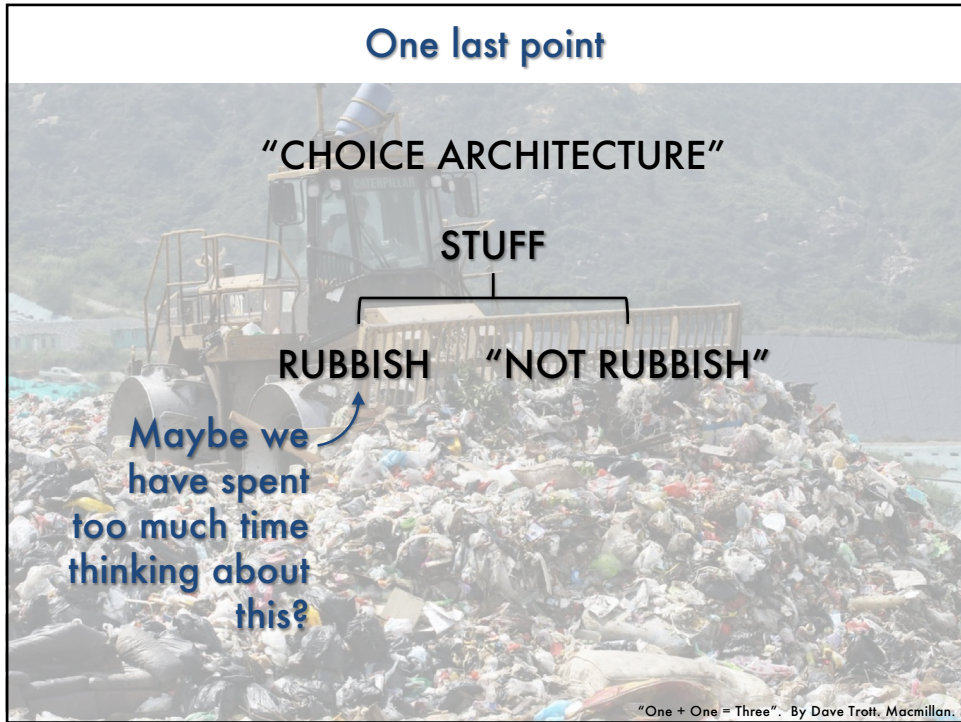 One last point
“CHOICE ARCHITECTURE”
CATERPILLAR
STUFF
RUBBISH “NOT RUBBISH”
Maybe we
have spent
too much time
thinking about
this?
“One + One = Three”. By Dave Trott. Macmillan.